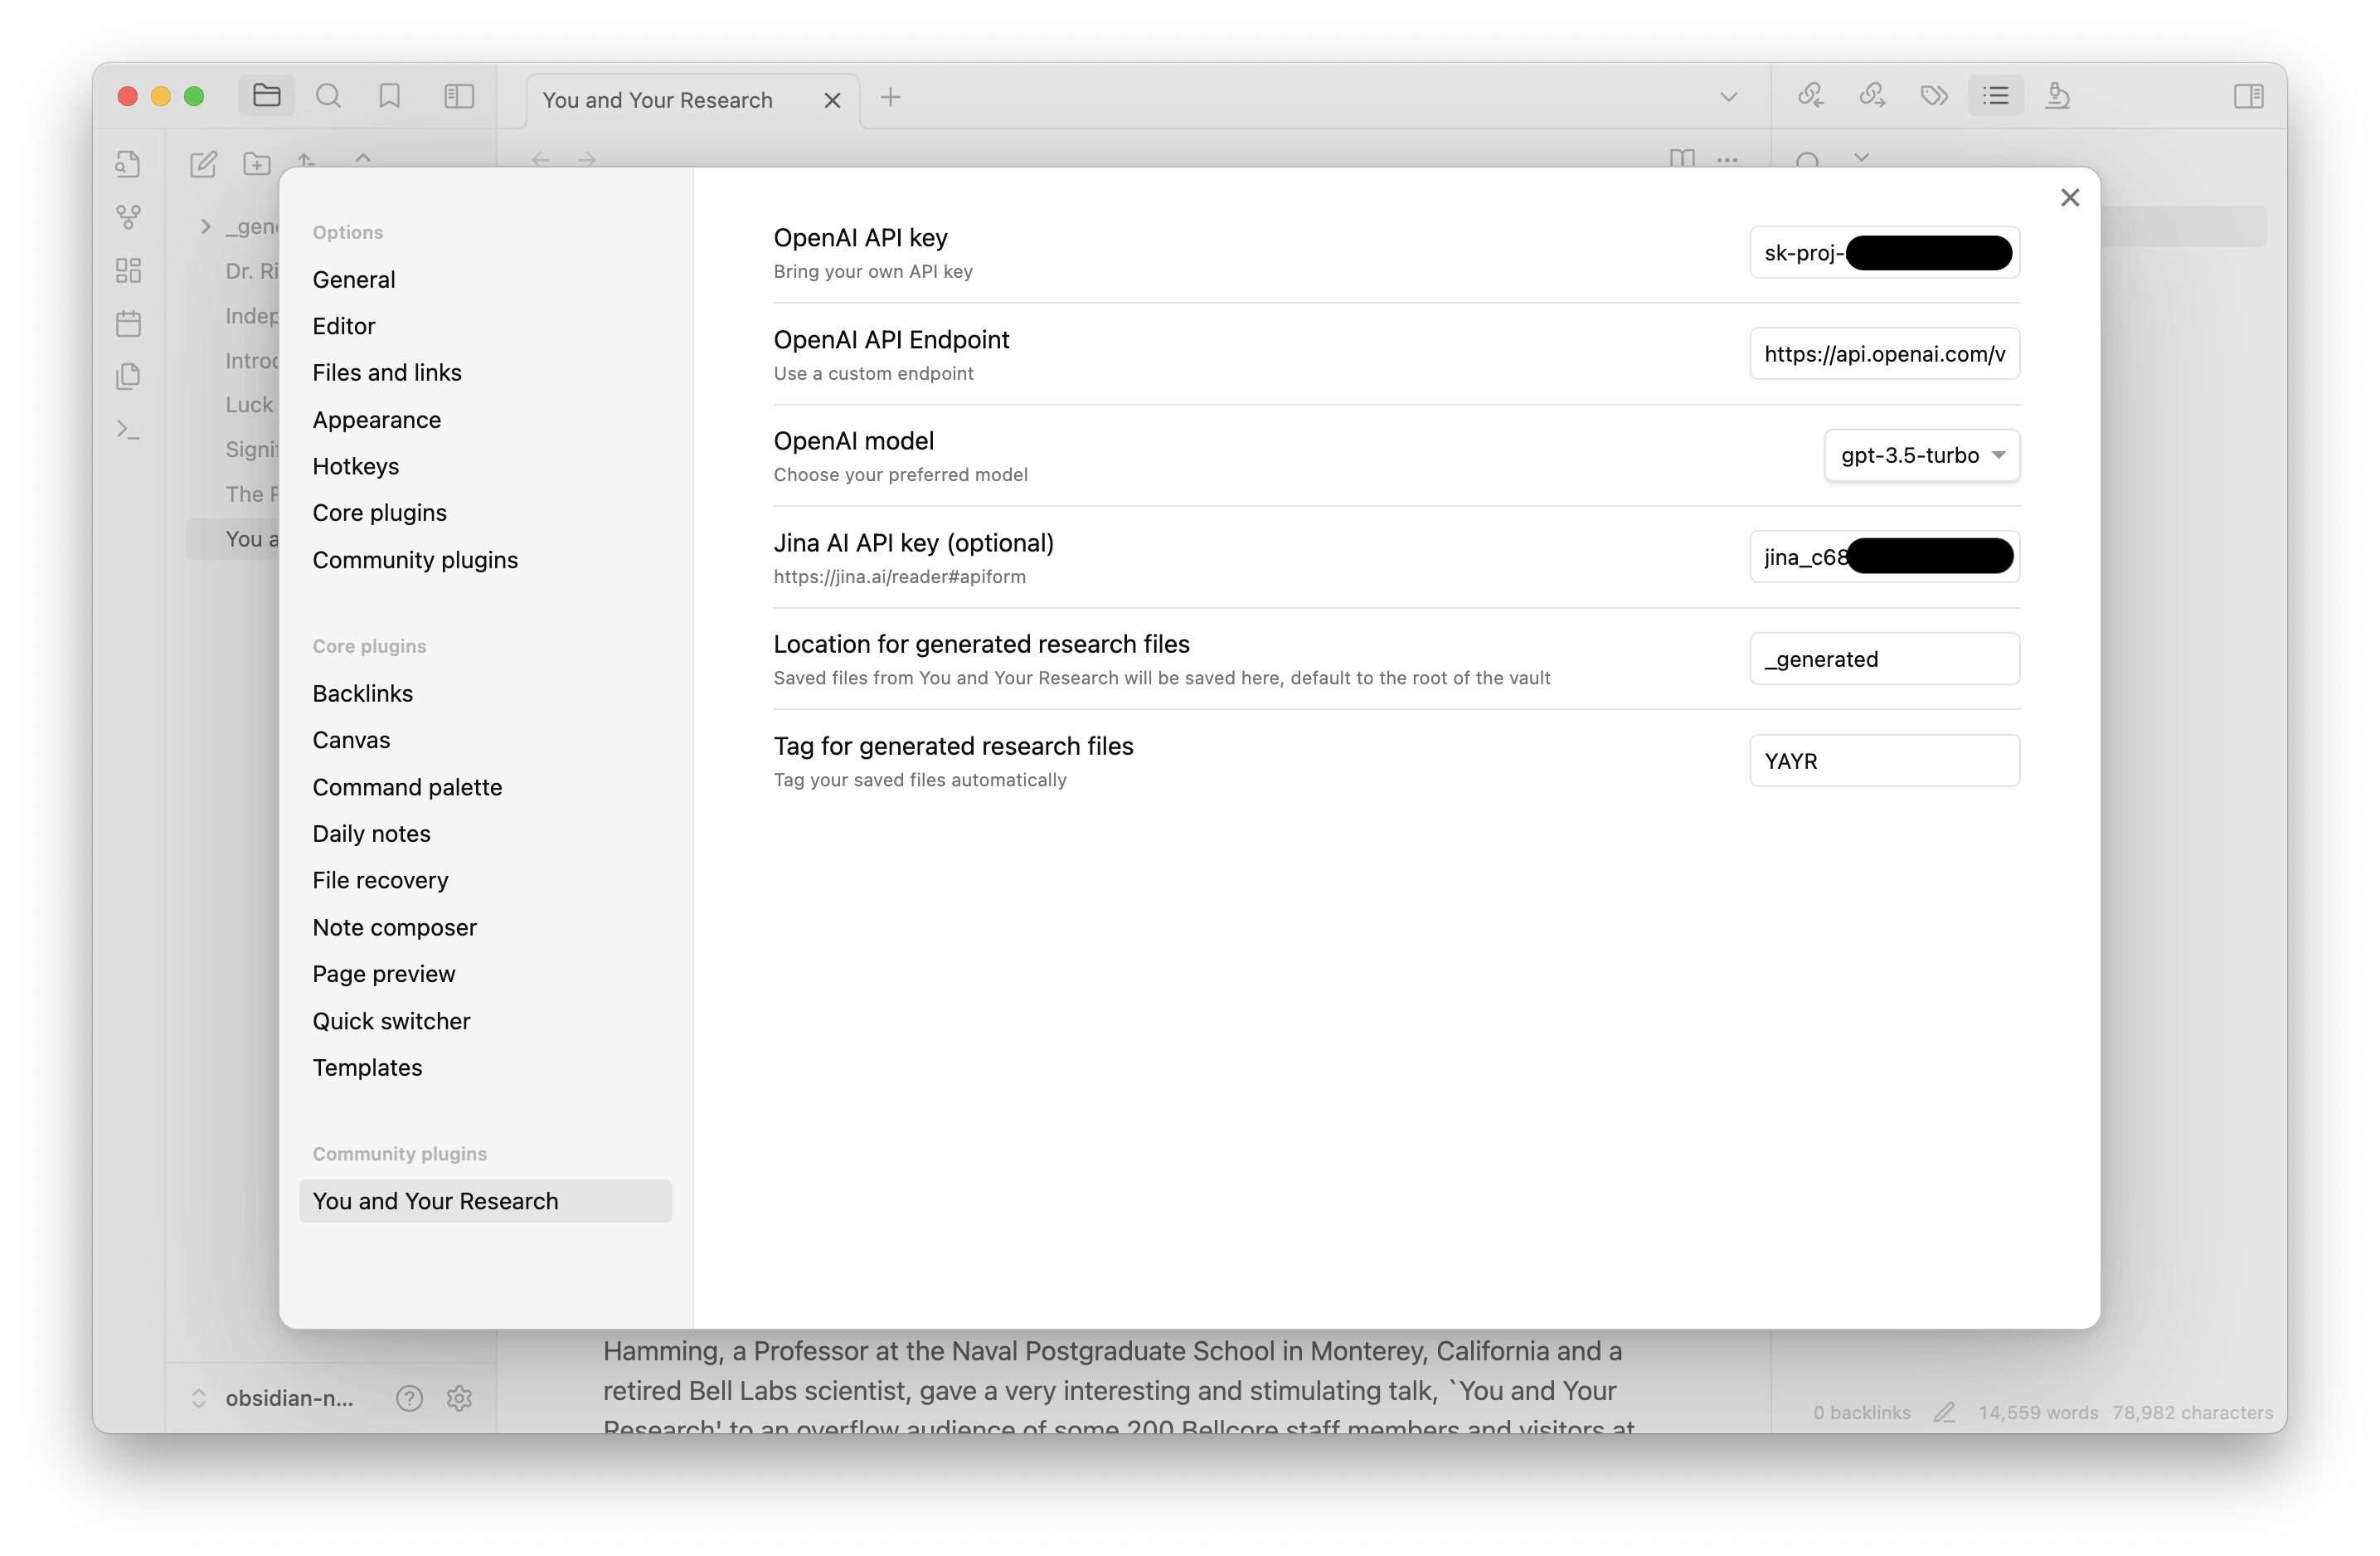 You and Your Research
Options
General
Editor
Files and links
Appearance
Hotkeys
Core plugins
Community plugins
Core plugins
Backlinks
Canvas
Command palette
Daily notes
File recovery
Note composer
Page preview
Quick switcher
Templates
Community plugins
You and Your Research
OpenAI API key
Bring your own API key
sk-proj-
OpenAI API Endpoint
Use a custom endpoint
https://api.openai.com/v
OpenAI model
Choose your preferred model
gpt-3.5-turbo
Jina AI API key (optional)
https://jina.ai/reader#apiform
jina_c68
Location for generated research files
Saved files from You and Your Research will be saved here, default to the root of the vault
_generated
Tag for generated research files
Tag your saved files automatically
YAYR
_gen
Dr. Ri
Indep
Introd
Luck
Signif
The
You a
Hamming, a Professor at the Naval Postgraduate School in Monterey, California and a
retired Bell Labs scientist, gave a very interesting and stimulating talk, `You and Your
Research' to an overflow audience of some 200 Bellcore staff members and visitors at
obsidian-n...
0 backlinks
14,559 words
78,982 characters